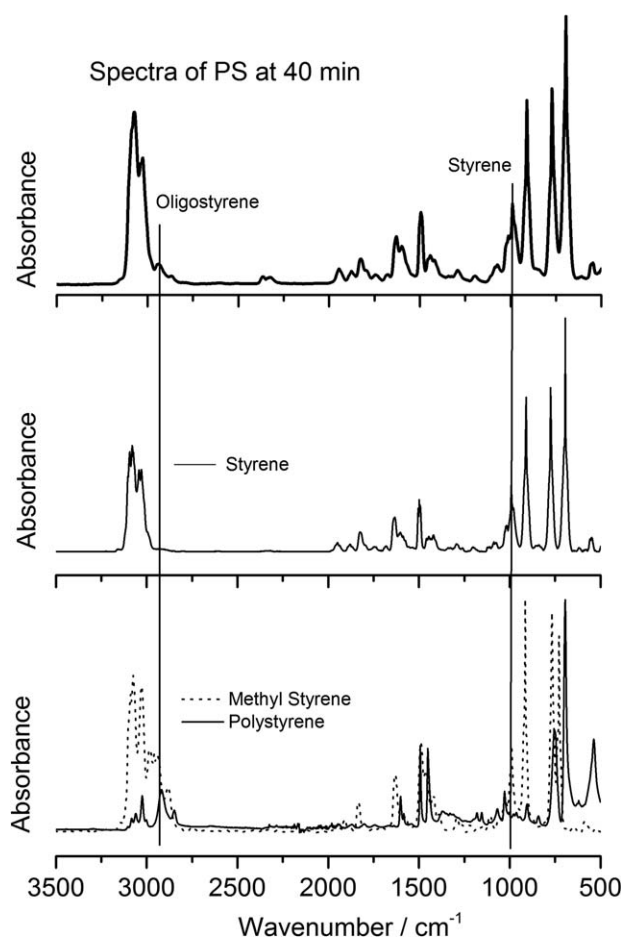 Spectra of PS at 40 min
Absorbance
Oligostyrene
Styrene
Absorbance
Styrene
Absorbance
Methyl Styrene
Polystyrene
3500 3000 2500 2000 1500 1000 500
Wavenumber / cm⁻¹